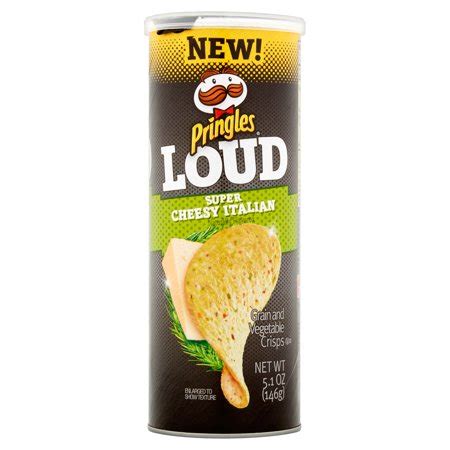 NEW!
Pringles
LOUD
SUPER
CHEESY ITALIAN
Grain and
Vegetable
Crisps
NET WT
5.1 OZ
(146g)
ENLARGED TO
SHOW TEXTURE